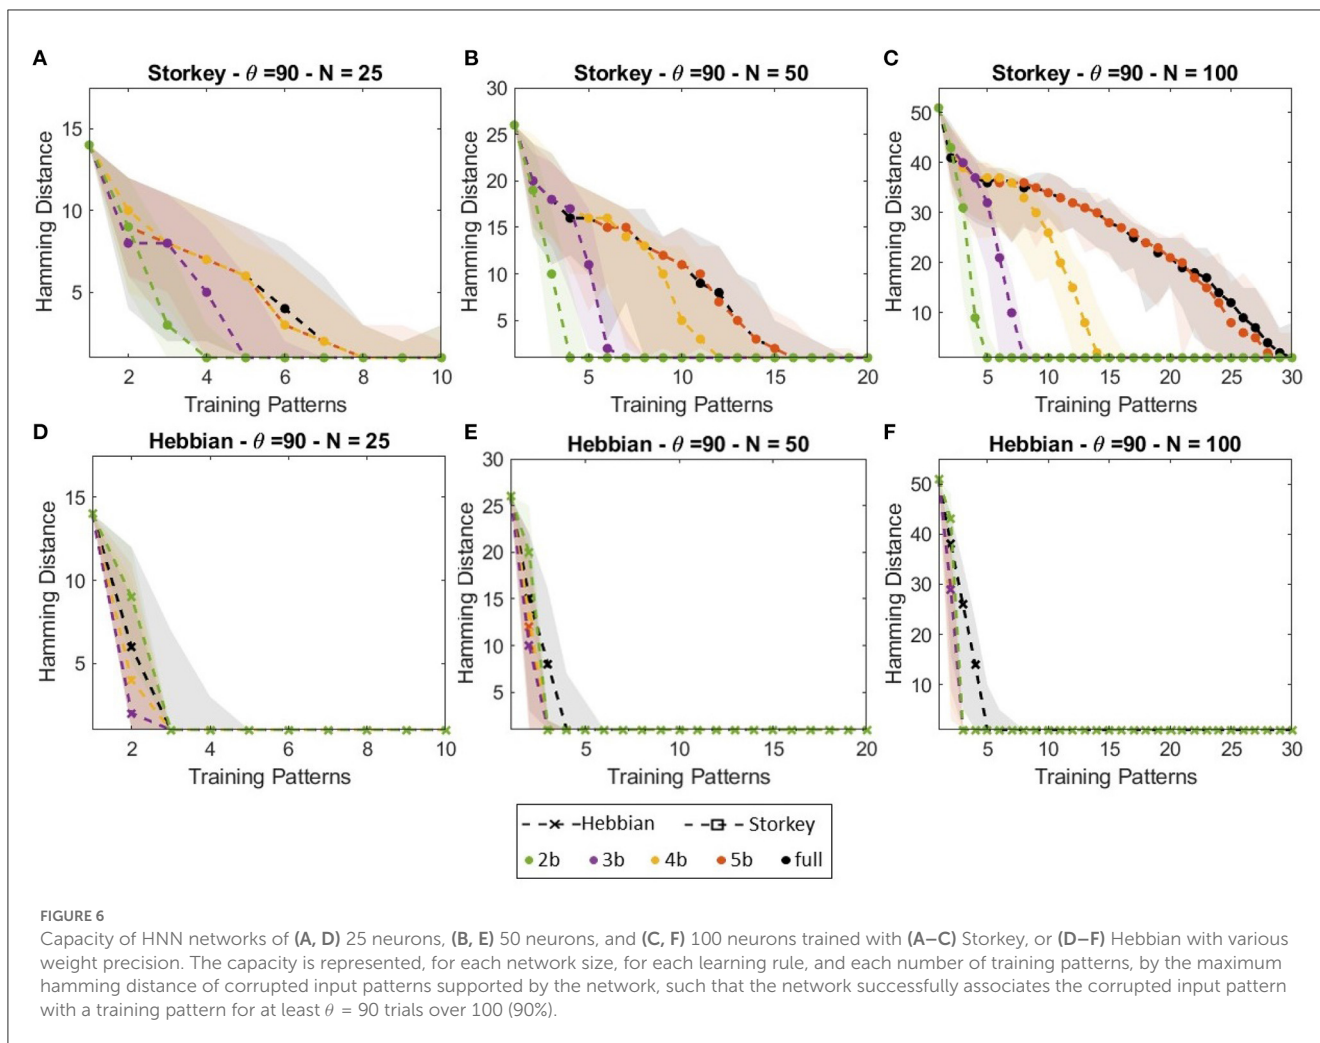 A
Storkey - θ =90 - N = 25
Hamming Distance
15
10
5
2 4 6 8 10
Training Patterns
B
Storkey - θ =90 - N = 50
Hamming Distance
30
25
20
15
10
5
5 10 15 20
Training Patterns
C
Storkey - θ =90 - N = 100
Hamming Distance
50
40
30
20
10
5 10 15 20 25 30
Training Patterns
D
Hebbian - θ =90 - N = 25
Hamming Distance
15
10
5
2 4 6 8 10
Training Patterns
E
Hebbian - θ =90 - N = 50
Hamming Distance
30
25
20
15
10
5
5 10 15 20
Training Patterns
F
Hebbian - θ =90 - N = 100
Hamming Distance
50
40
30
20
10
5 10 15 20 25 30
Training Patterns
Hebbian Storkey
2b 3b 4b 5b full
FIGURE 6
Capacity of HNN networks of (A, D) 25 neurons, (B, E) 50 neurons, and (C, F) 100 neurons trained with (A–C) Storkey, or (D–F) Hebbian with various
weight precision. The capacity is represented, for each network size, for each learning rule, and each number of training patterns, by the maximum
hamming distance of corrupted input patterns supported by the network, such that the network successfully associates the corrupted input pattern
with a training pattern for at least θ = 90 trials over 100 (90%).